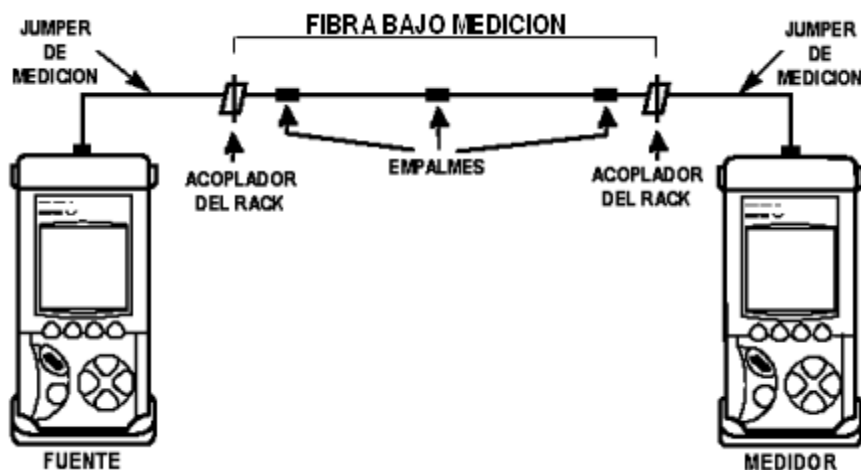 FIBRA BAJO MEDICION
JUMPER
DE
MEDICION
JUMPER
DE
MEDICION
ACOPLADOR
DEL RACK
EMPALMES
ACOPLADOR
DEL RACK
FUENTE
MEDIDOR